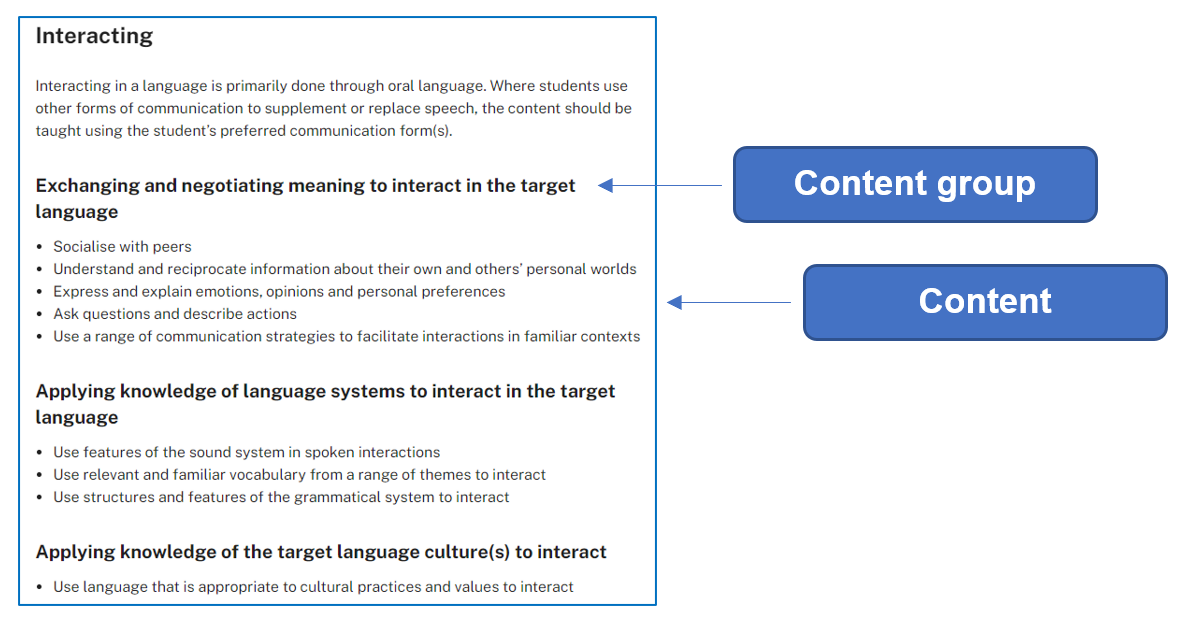 Interacting
Interacting in a language is primarily done through oral language. Where students use
other forms of communication to supplement or replace speech, the content should be
taught using the student’s preferred communication form(s).
Exchanging and negotiating meaning to interact in the target
language
• Socialise with peers
• Understand and reciprocate information about their own and others’ personal worlds
• Express and explain emotions, opinions and personal preferences
• Ask questions and describe actions
• Use a range of communication strategies to facilitate interactions in familiar contexts
Applying knowledge of language systems to interact in the target
language
• Use features of the sound system in spoken interactions
• Use relevant and familiar vocabulary from a range of themes to interact
• Use structures and features of the grammatical system to interact
Applying knowledge of the target language culture(s) to interact
• Use language that is appropriate to cultural practices and values to interact
Content group
Content